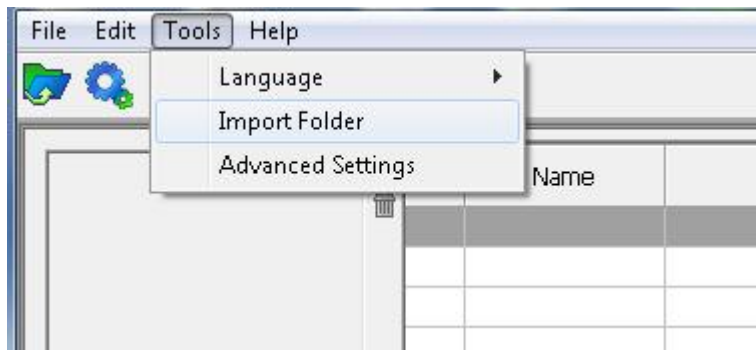 File Edit Tools Help
Language
Import Folder
Advanced Settings
Name